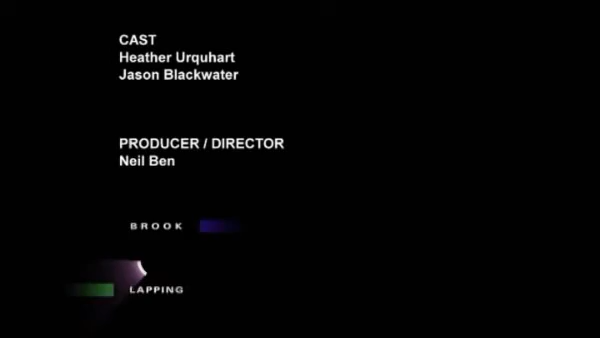 CAST
Heather Urquhart
Jason Blackwater
PRODUCER / DIRECTOR
Neil Ben
BROOK
LAPPING